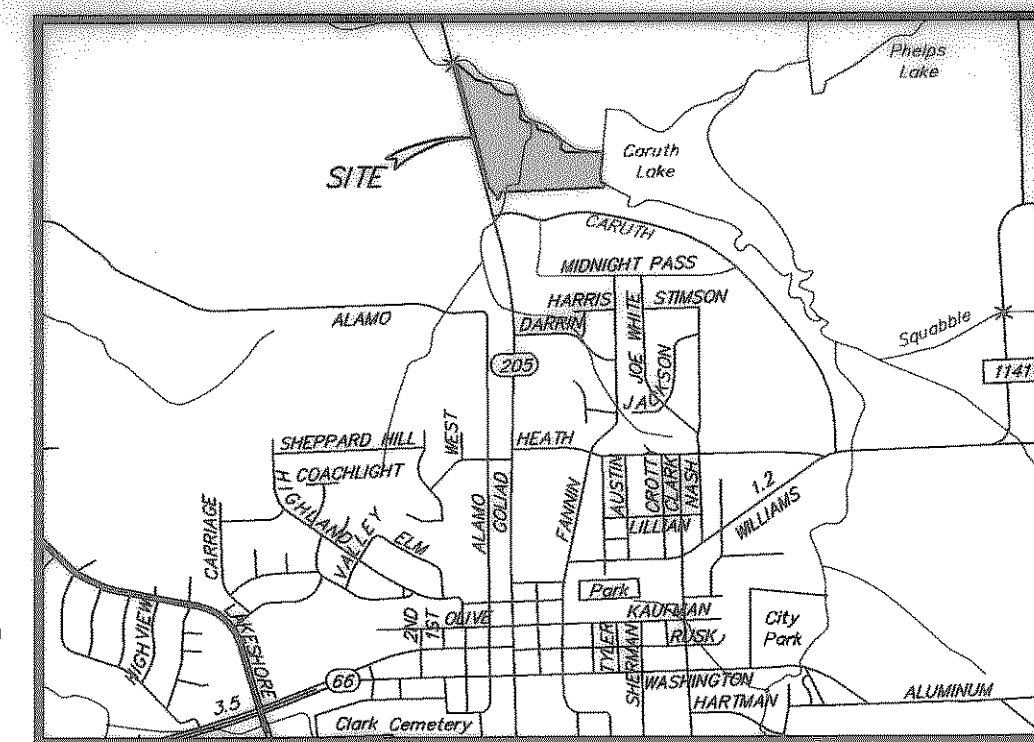 Phelps
Lake
Caruth
Lake
SITE
CARUTH
MIDNIGHT PASS
HARRIS
STIMSON
ALAMO
DARRIN
JOE WHITE
Squabble
205
1141
JACKSON
SHEPPARD HILL
WEST
HEATH
COACHLIGHT
HIGHLAND
CARRIAGE
VALLEY
ELM
ALAMO
GOLIAD
FANNIN
AUSTIN
CROTTY
CLARK
NASH
1.2
WILLIAMS
LILLIAN
Park
KAUFMAN
OLIVE
2ND
1ST
City
Park
HIGHVIEW
LAKESHORE
TYLER
SHERMAN
RUSK
66
WASHINGTON
3.5
HARTMAN
ALUMINUM
Clark Cemetery